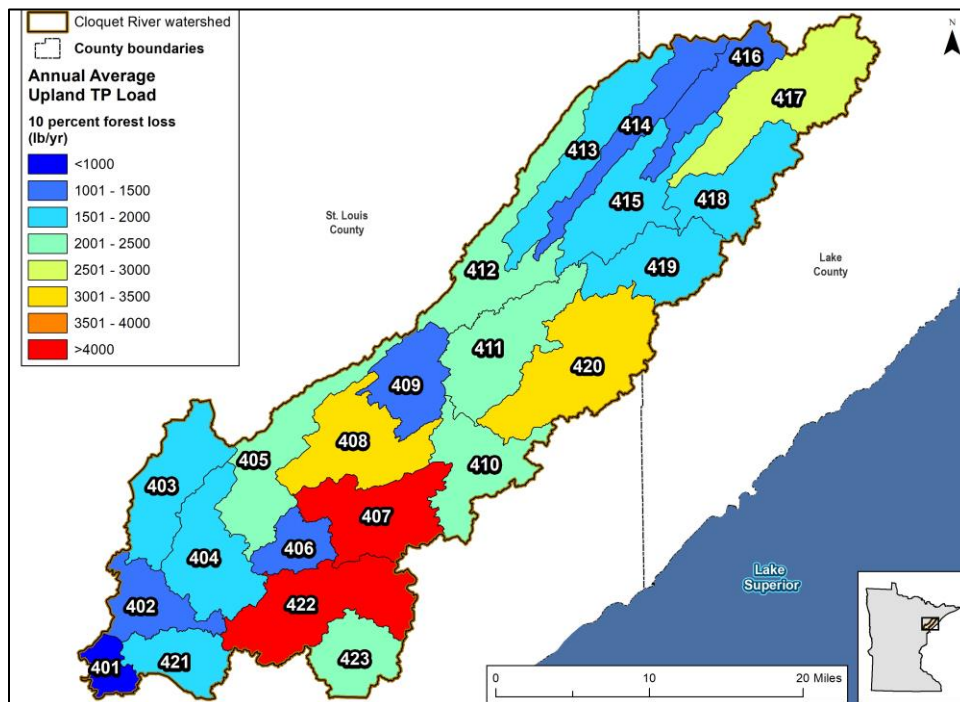 Cloquet River watershed
County boundaries
Annual Average
Upland TP Load
10 percent forest loss
(lb/yr)
<1000
1001 - 1500
1501 - 2000
2001 - 2500
2501 - 3000
3001 - 3500
3501 - 4000
>4000
N
416
417
414
413
415
418
St. Louis
County
419
Lake
County
412
411
420
409
408
405
410
403
407
406
404
Lake
Superior
422
402
423
401
421
0
10
20 Miles